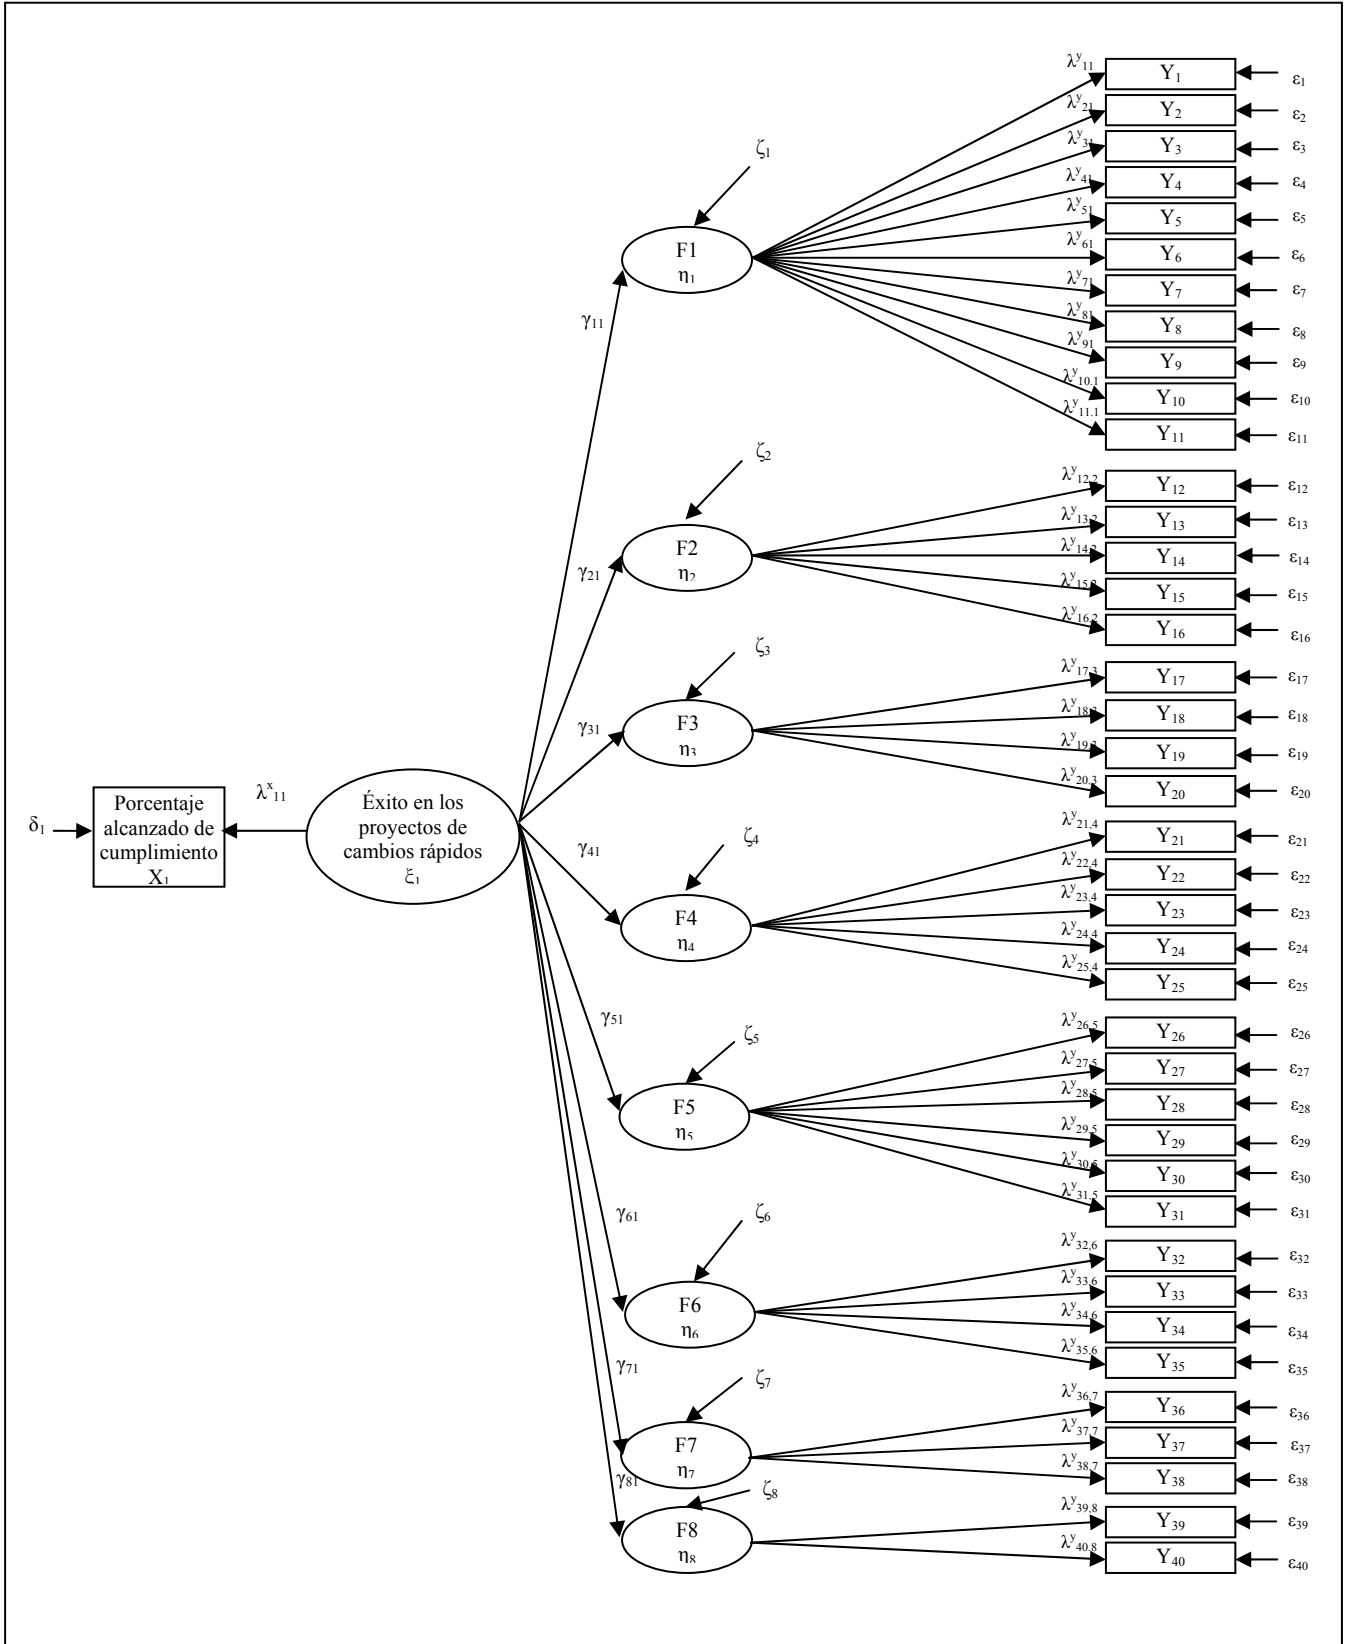 λʸ₁₁ Y₁ ε₁
λʸ₂₁ Y₂ ε₂
λʸ₃₁ Y₃ ε₃
ζ₁
λʸ₄₁ Y₄ ε₄
λʸ₅₁ Y₅ ε₅
F1
η₁
λʸ₆₁ Y₆ ε₆
λʸ₇₁ Y₇ ε₇
γ₁₁
λʸ₈₁ Y₈ ε₈
λʸ₉₁ Y₉ ε₉
λʸ₁₀.₁ Y₁₀ ε₁₀
λʸ₁₁.₁ Y₁₁ ε₁₁
ζ₂
λʸ₁₂,₂ Y₁₂ ε₁₂
λʸ₁₃,₂ Y₁₃ ε₁₃
F2
η₂
γ₂₁
λʸ₁₄,₂ Y₁₄ ε₁₄
λʸ₁₅,₂ Y₁₅ ε₁₅
λʸ₁₆,₂ Y₁₆ ε₁₆
ζ₃
λʸ₁₇,₃ Y₁₇ ε₁₇
λʸ₁₈,₃ Y₁₈ ε₁₈
F3
η₃
γ₃₁
λʸ₁₉,₃ Y₁₉ ε₁₉
λʸ₂₀,₃ Y₂₀ ε₂₀
δ₁
Porcentaje
alcanzado de
cumplimiento
X₁
λˣ₁₁
Éxito en los
proyectos de
cambios rápidos
ξ₁
ζ₄
λʸ₂₁,₄ Y₂₁ ε₂₁
γ₄₁
λʸ₂₂,₄ Y₂₂ ε₂₂
λʸ₂₃,₄ Y₂₃ ε₂₃
F4
η₄
λʸ₂₄,₄ Y₂₄ ε₂₄
λʸ₂₅,₄ Y₂₅ ε₂₅
γ₅₁
ζ₅
λʸ₂₆,₅ Y₂₆ ε₂₆
λʸ₂₇,₅ Y₂₇ ε₂₇
λʸ₂₈,₅ Y₂₈ ε₂₈
F5
η₅
λʸ₂₉,₅ Y₂₉ ε₂₉
λʸ₃₀,₅ Y₃₀ ε₃₀
λʸ₃₁,₅ Y₃₁ ε₃₁
γ₆₁
ζ₆
λʸ₃₂,₆ Y₃₂ ε₃₂
λʸ₃₃,₆ Y₃₃ ε₃₃
F6
η₆
λʸ₃₄,₆ Y₃₄ ε₃₄
λʸ₃₅,₆ Y₃₅ ε₃₅
γ₇₁
ζ₇
λʸ₃₆,₇ Y₃₆ ε₃₆
λʸ₃₇,₇ Y₃₇ ε₃₇
F7
η₇
λʸ₃₈,₇ Y₃₈ ε₃₈
γ₈₁
ζ₈
λʸ₃₉,₈ Y₃₉ ε₃₉
F8
η₈
λʸ₄₀,₈ Y₄₀ ε₄₀